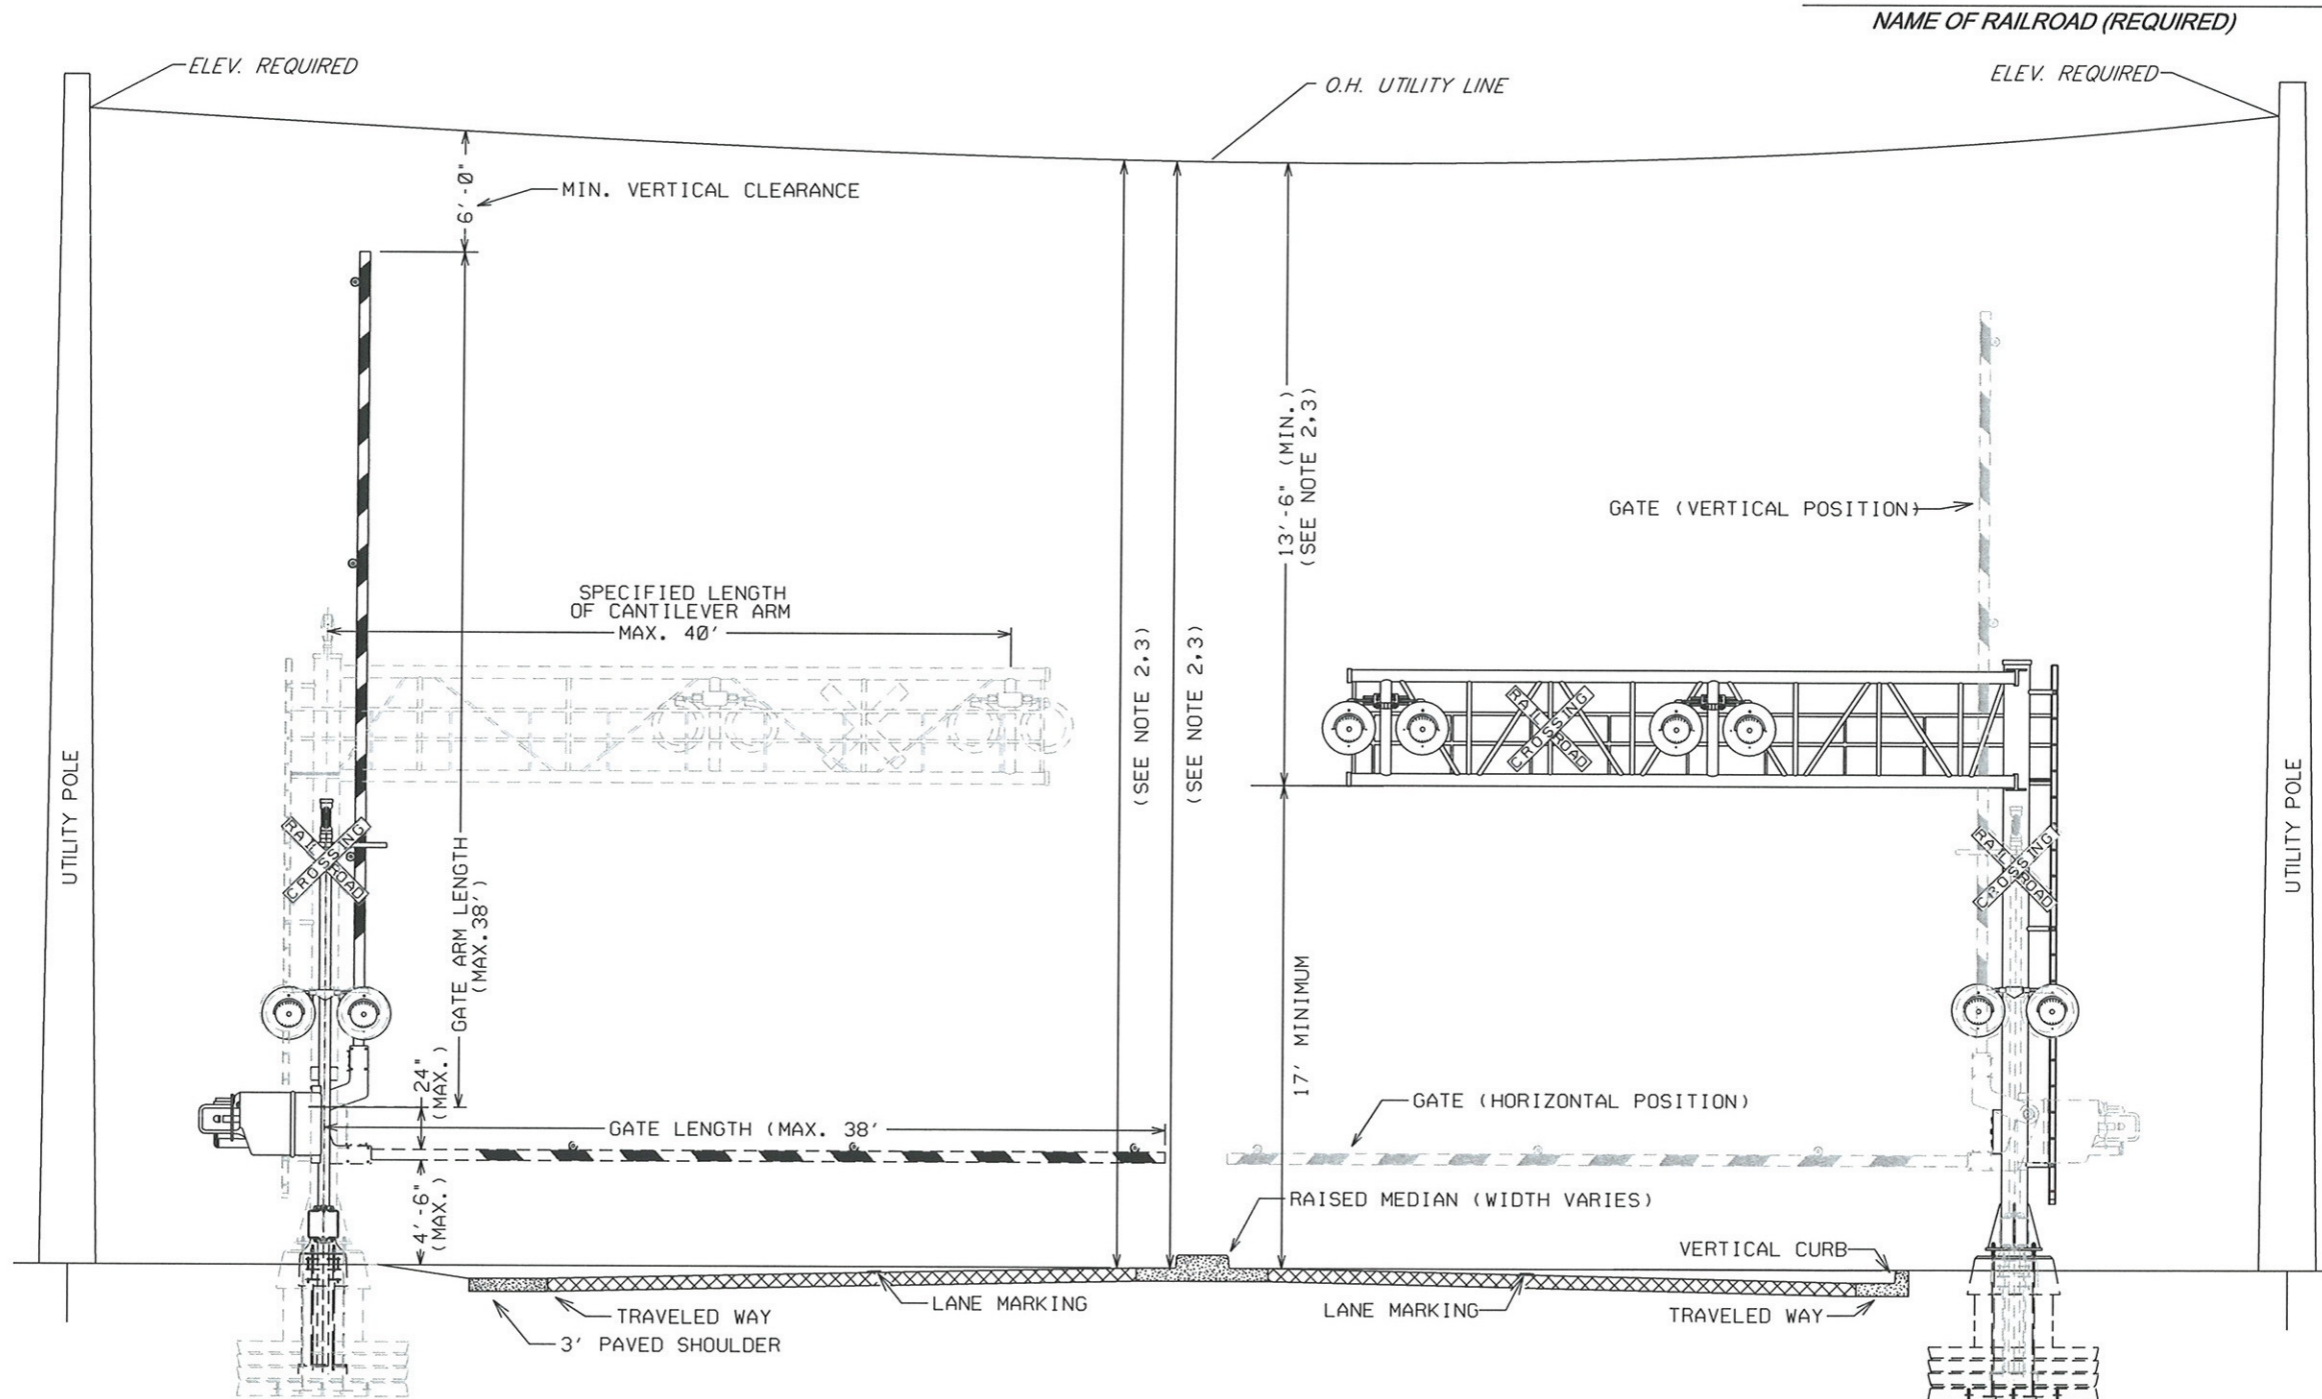 NAME OF RAILROAD (REQUIRED)
ELEV. REQUIRED
O.H. UTILITY LINE
ELEV. REQUIRED
6'-0"
MIN. VERTICAL CLEARANCE
13'-6" (MIN.)
(SEE NOTE 2,3)
GATE (VERTICAL POSITION)
SPECIFIED LENGTH
OF CANTILEVER ARM
MAX. 40'
(SEE NOTE 2,3)
(SEE NOTE 2,3)
RAILROAD
CROSSING
UTILITY POLE
UTILITY POLE
RAILROAD
CROSSING
RAILROAD
CROSSING
GATE ARM LENGTH
(MAX.38')
17' MINIMUM
24"
(MAX.)
GATE (HORIZONTAL POSITION)
GATE LENGTH (MAX. 38'
4'-6"
(MAX.)
RAISED MEDIAN (WIDTH VARIES)
VERTICAL CURB
LANE MARKING
LANE MARKING
TRAVELED WAY
TRAVELED WAY
3' PAVED SHOULDER